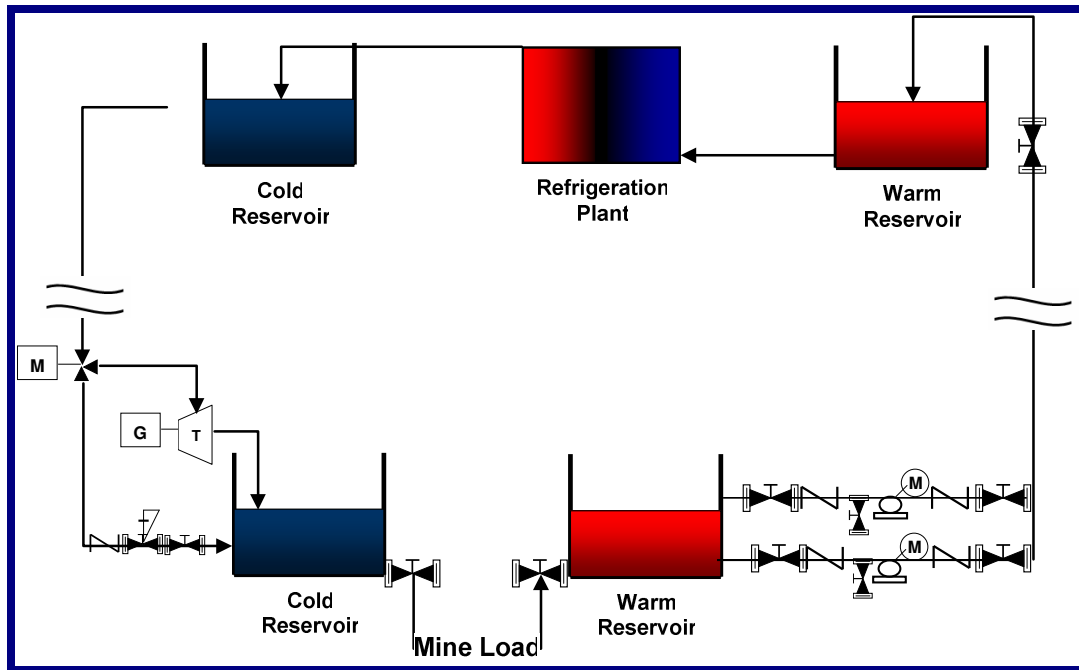 Cold
Reservoir
Refrigeration
Plant
Warm
Reservoir
M
G
T
M
M
Cold
Reservoir
Warm
Reservoir
Mine Load